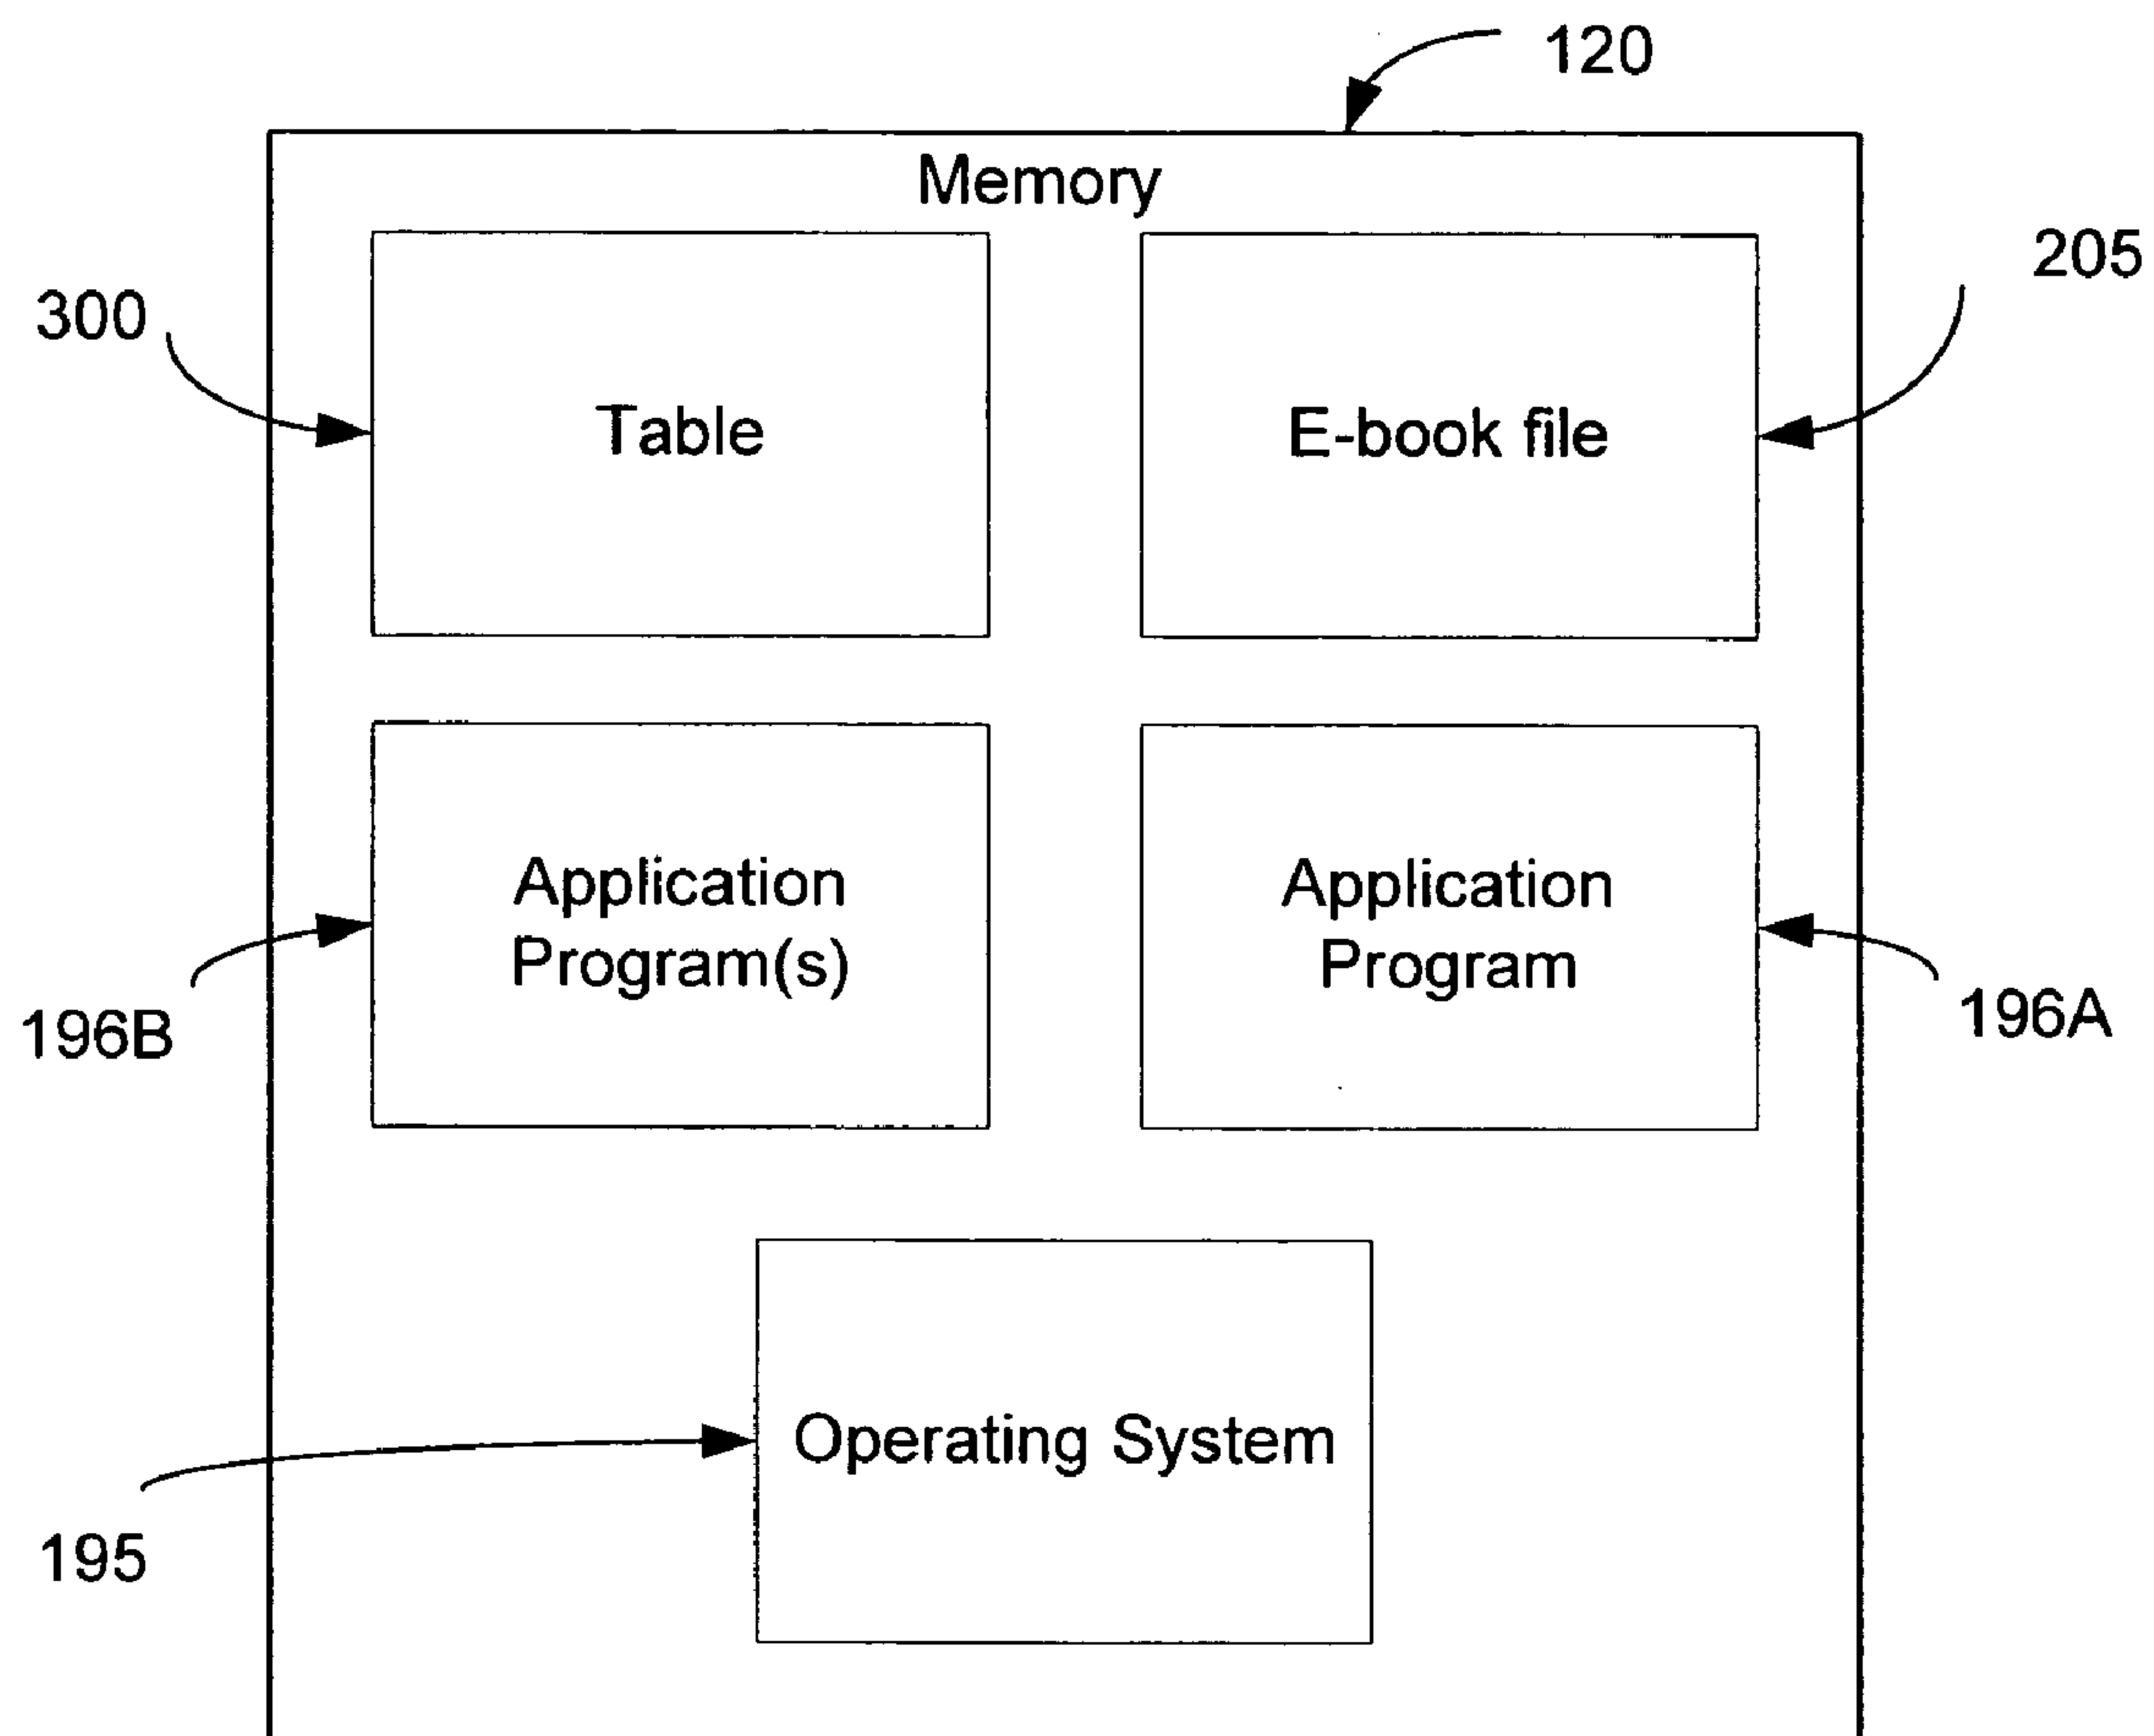 120
Memory
205
300
Table
E-book file
Application
Program(s)
Application
Program
196B
196A
Operating System
195